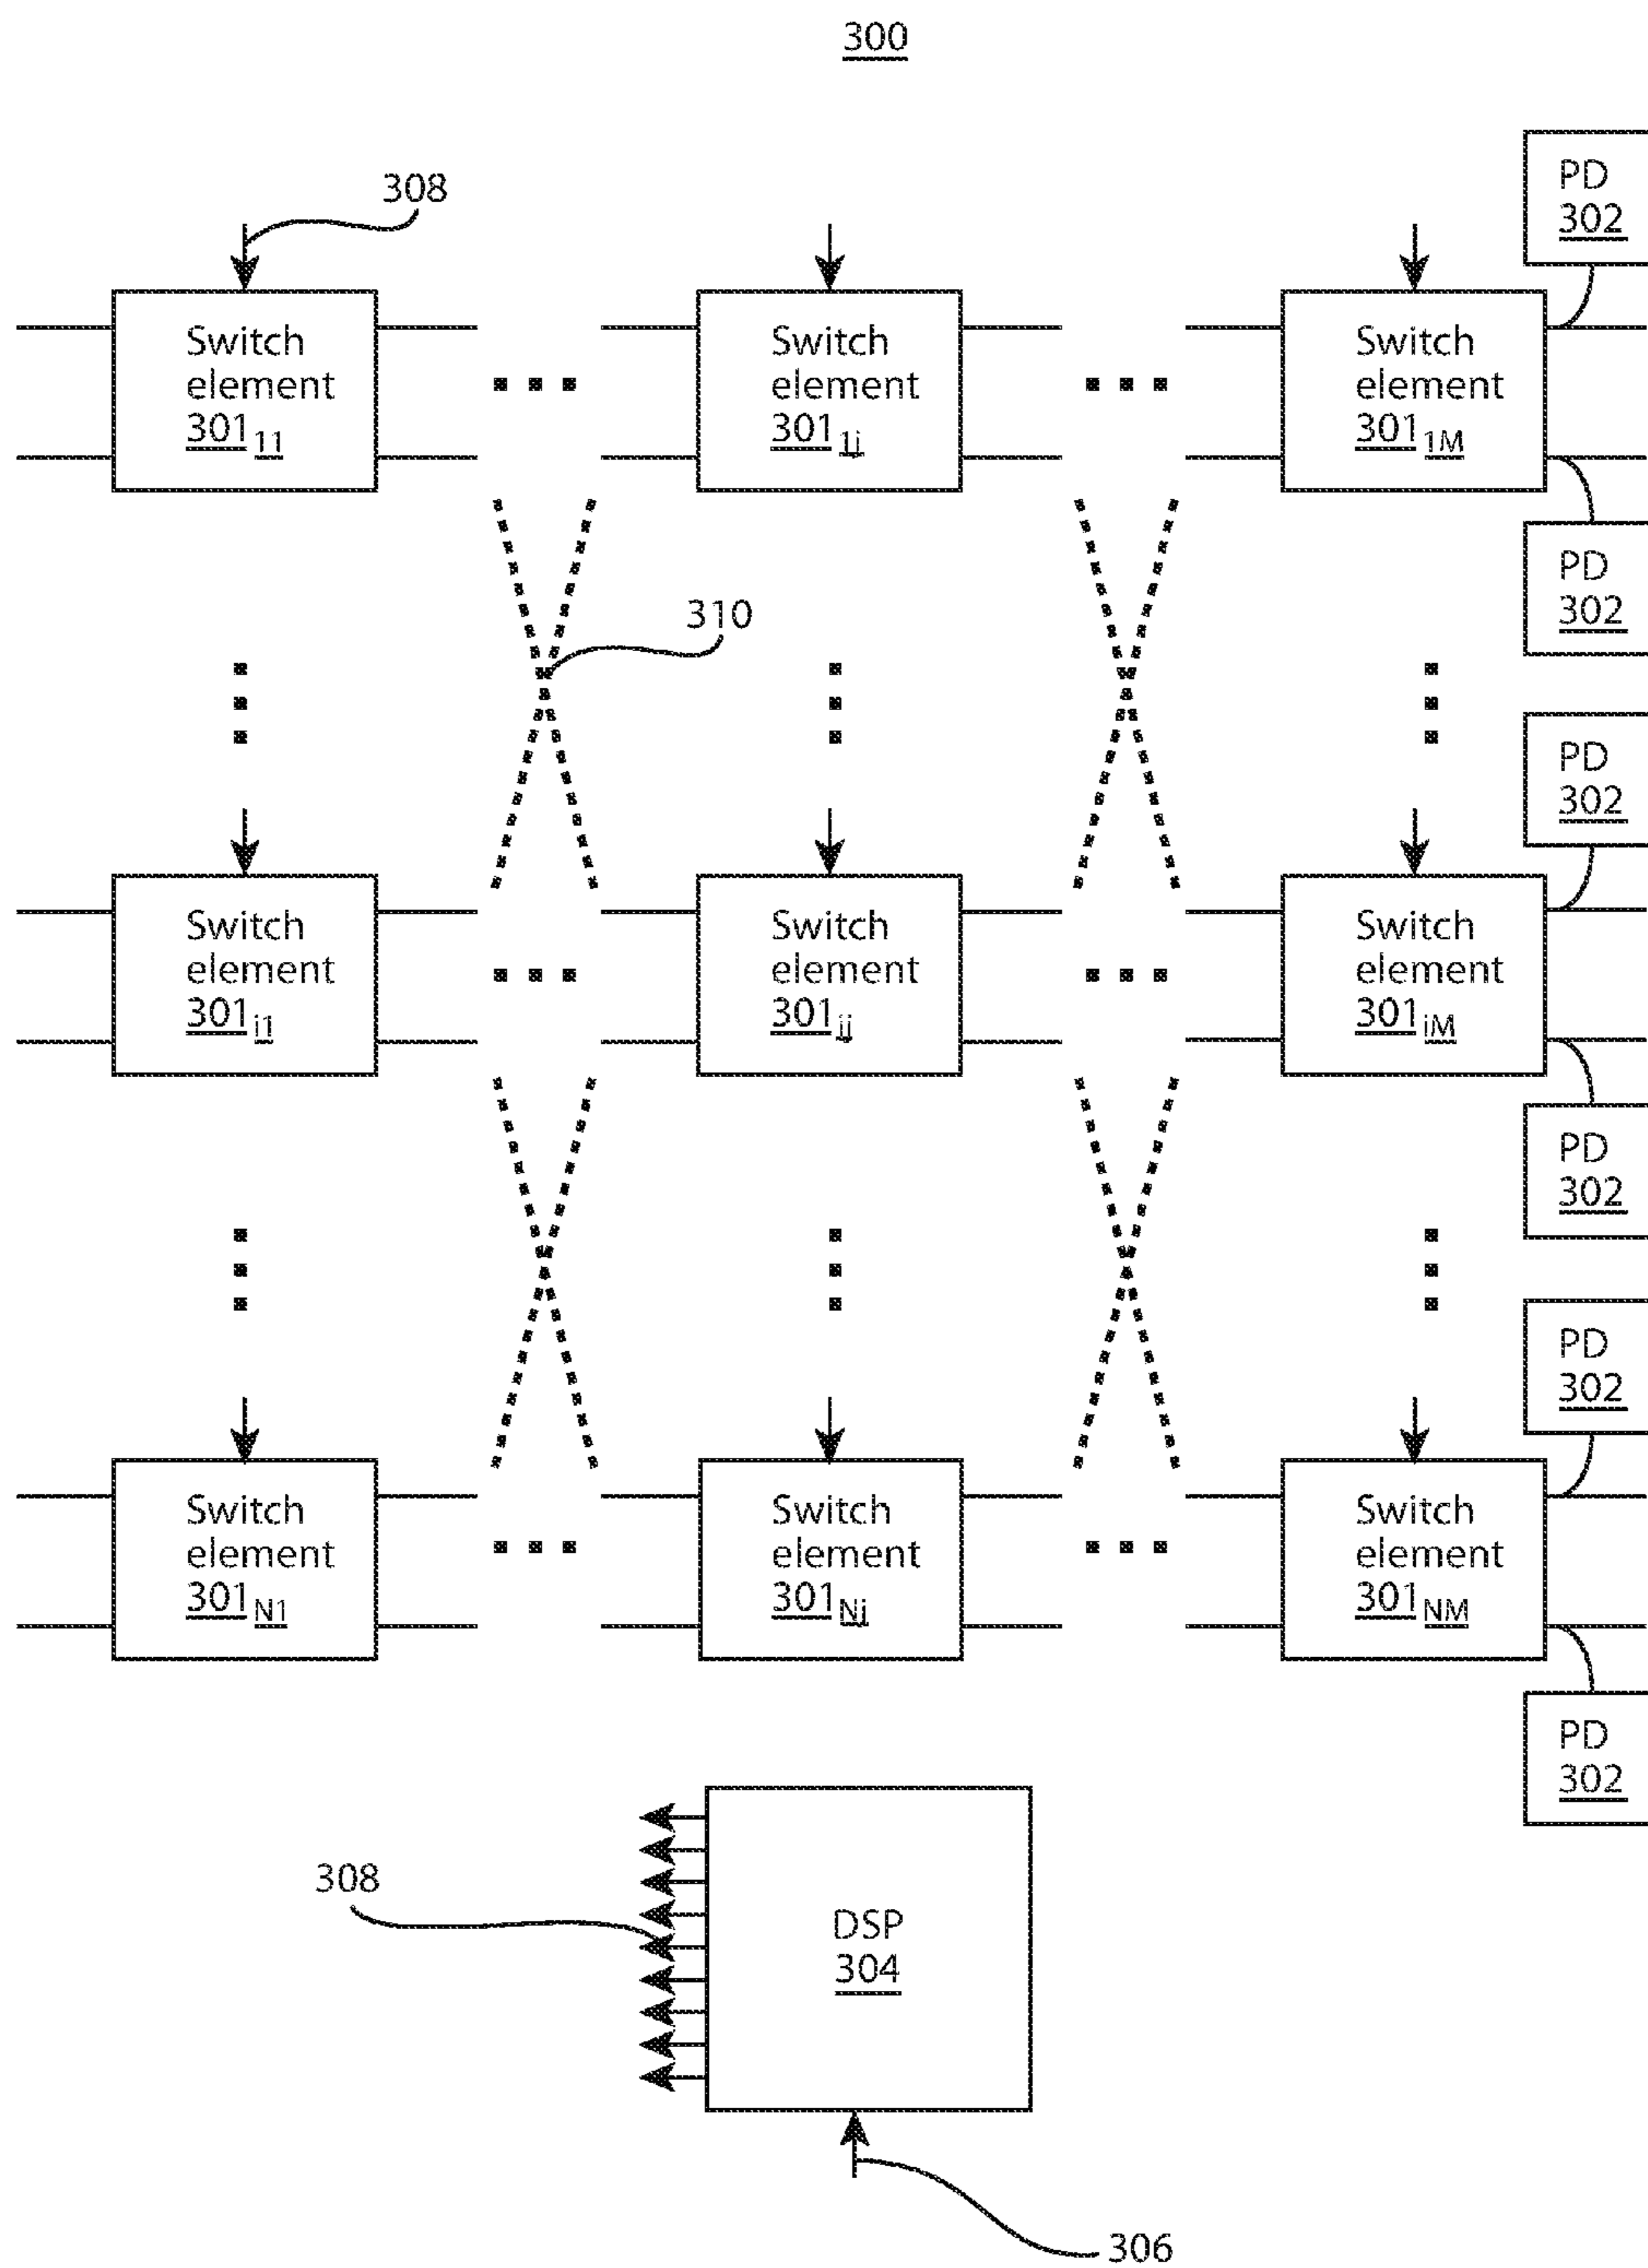 300
308
PD
302
Switch
element
301 11
Switch
element
301 1j
Switch
element
301 1M
PD
302
310
PD
302
Switch
element
301 i1
Switch
element
301 ij
Switch
element
301 iM
PD
302
PD
302
Switch
element
301 N1
Switch
element
301 Nj
Switch
element
301 NM
PD
302
308
DSP
304
306